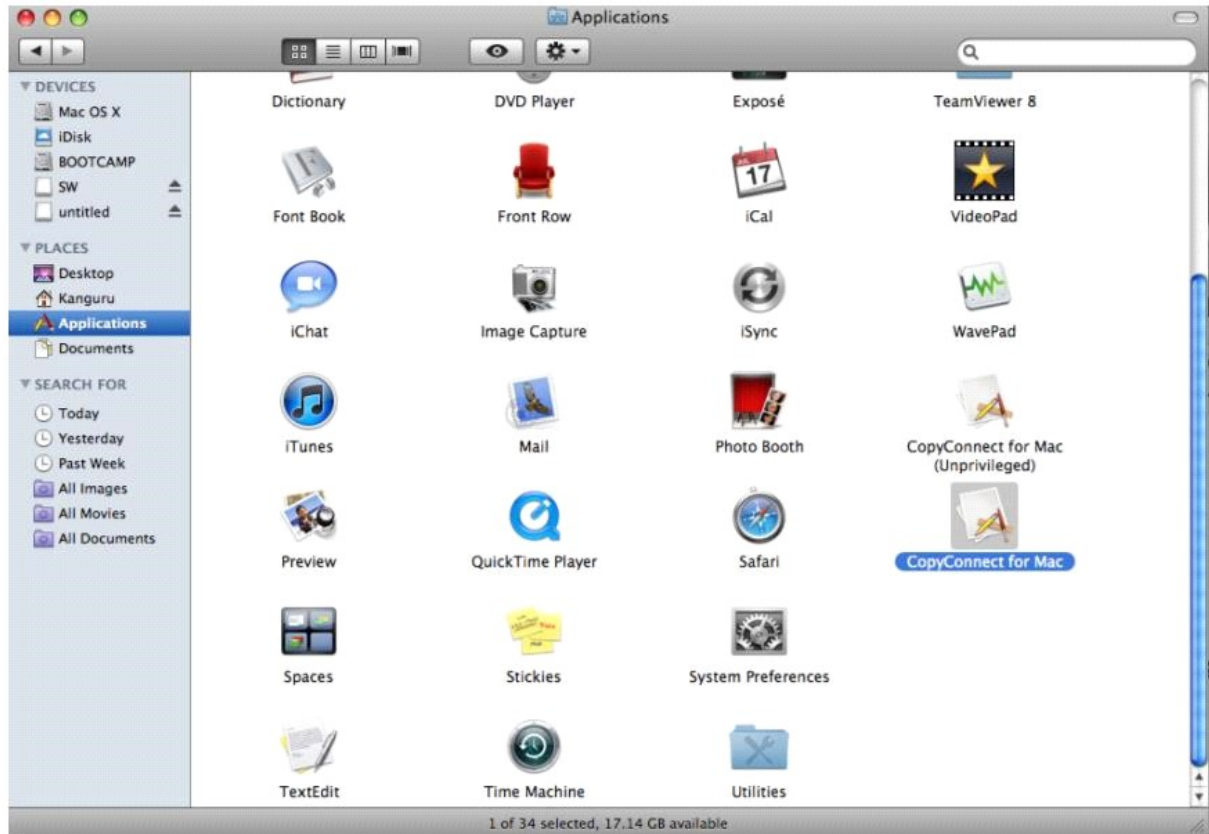 Applications
DEVICES
Mac OS X
iDisk
BOOTCAMP
SW
untitled
PLACES
Desktop
Kanguru
Applications
Documents
SEARCH FOR
Today
Yesterday
Past Week
All Images
All Movies
All Documents
Dictionary
DVD Player
Exposé
TeamViewer 8
JUL
17
Font Book
Front Row
iCal
VideoPad
iChat
Image Capture
iSync
WavePad
iTunes
Mail
Photo Booth
CopyConnect for Mac
(Unprivileged)
Preview
QuickTime Player
Safari
CopyConnect for Mac
Spaces
Stickies
System Preferences
TextEdit
Time Machine
Utilities
1 of 34 selected, 17.14 GB available